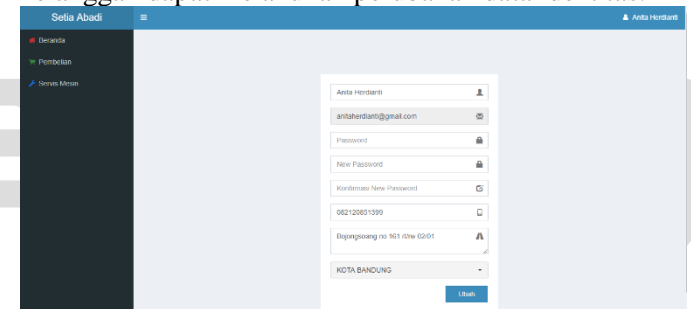 Setia Abadi
Anita Herdianti
Beranda
Pembelian
Servis Mesin
Anita Herdianti
anitaherdianti@gmail.com
Password
New Password
Konfirmasi New Password
082120851399
Bojongsoang no 161 rt/rw 02/01
KOTA BANDUNG
Ubah